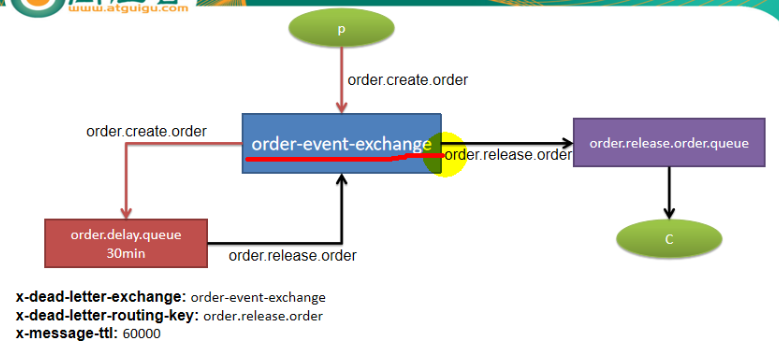 www.atguigu.com
p
order.create.order
order.create.order
order-event-exchange
order.release.order
order.release.order.queue
order.delay.queue
30min
order.release.order
C
x-dead-letter-exchange: order-event-exchange
x-dead-letter-routing-key: order.release.order
x-message-ttl: 60000